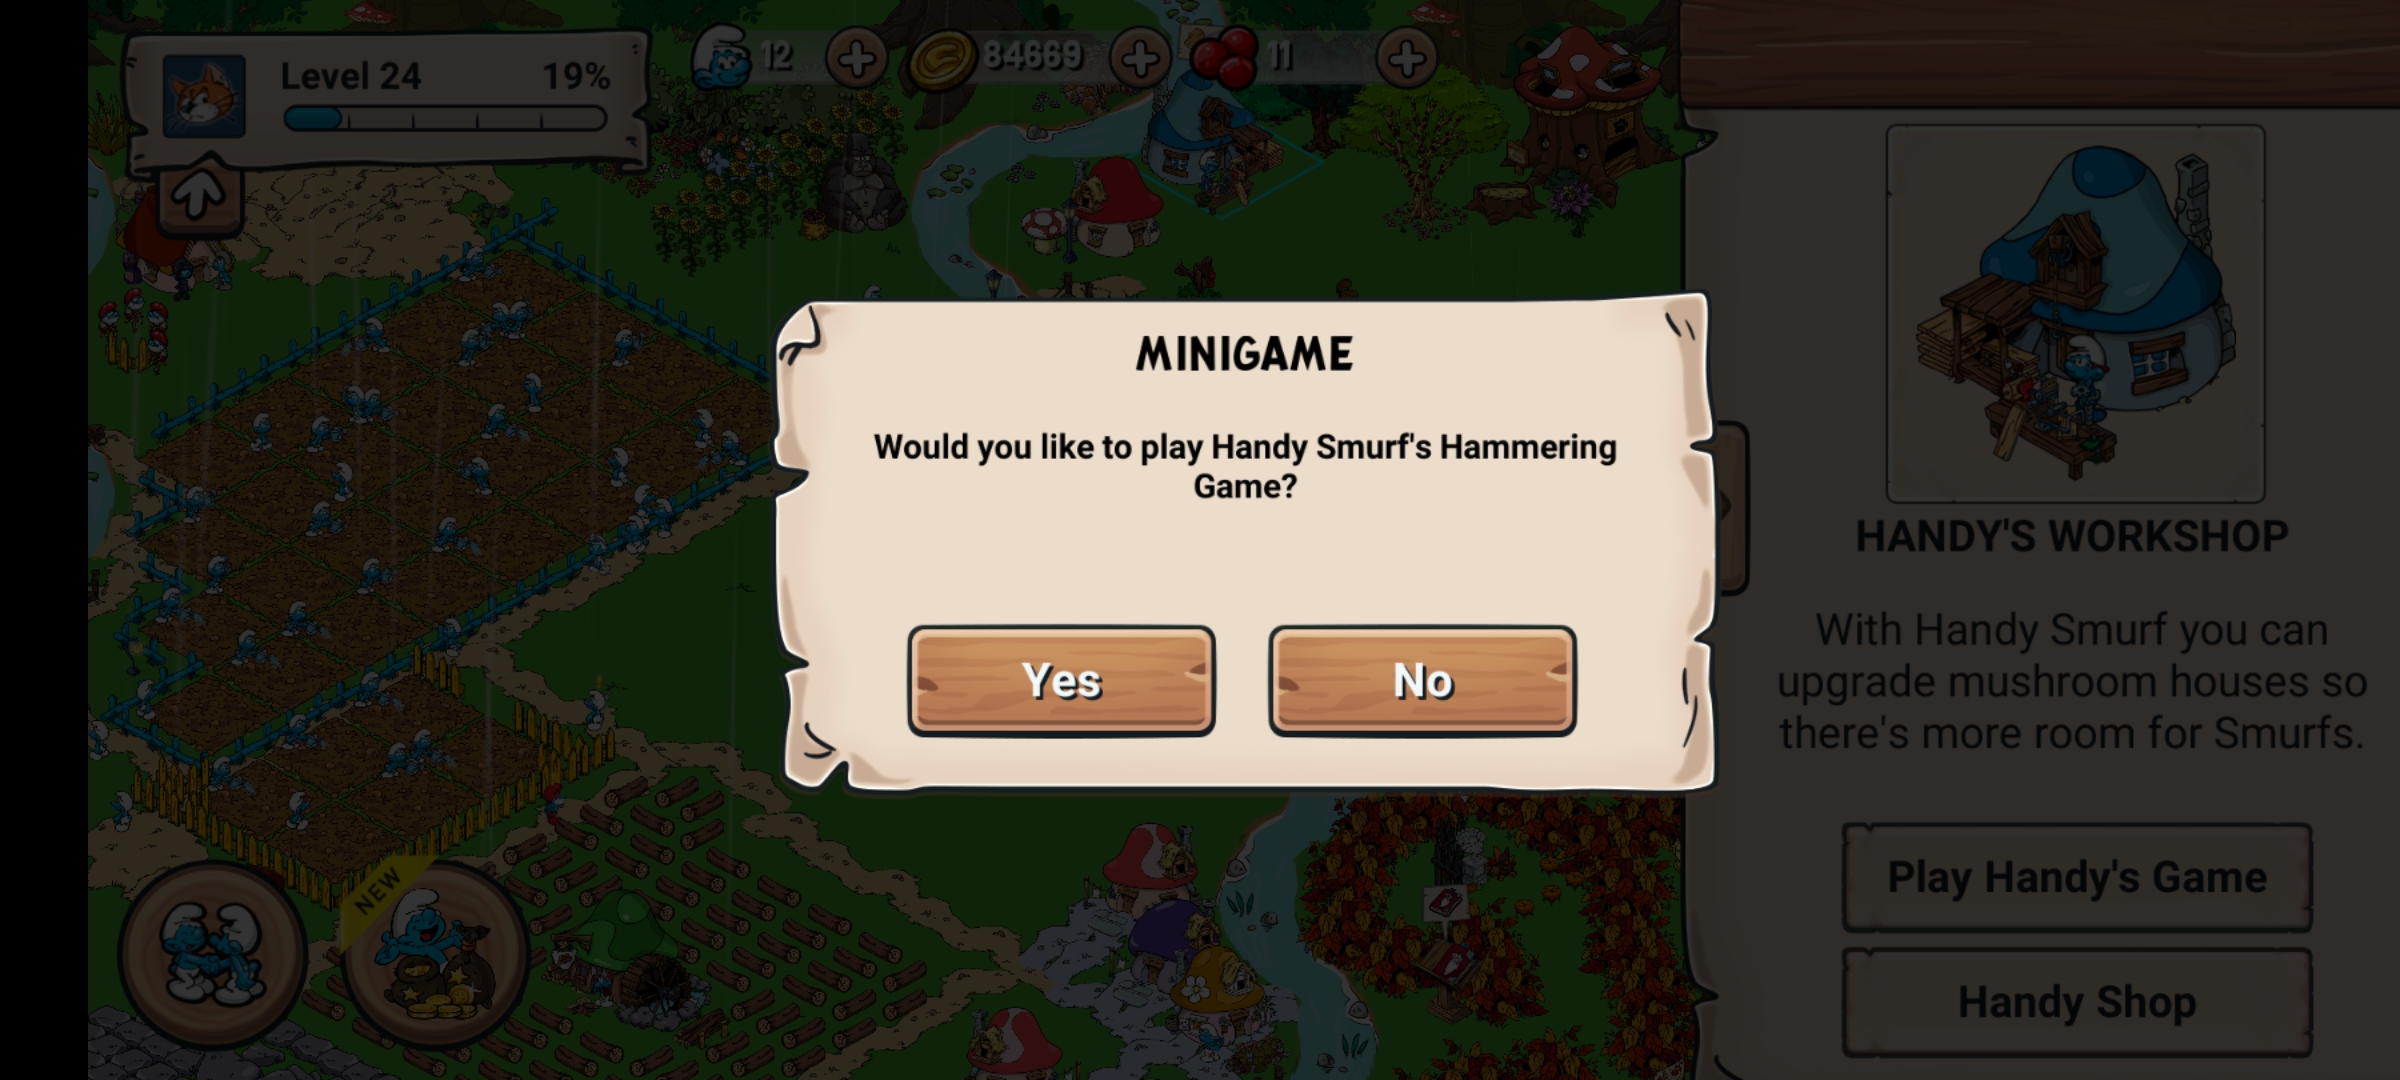 Level 24
19%
12
84669
11
MINIGAME
Would you like to play Handy Smurf's Hammering
Game?
Yes
No
HANDY'S WORKSHOP
With Handy Smurf you can
upgrade mushroom houses so
there's more room for Smurfs.
Play Handy's Game
Handy Shop
NEW